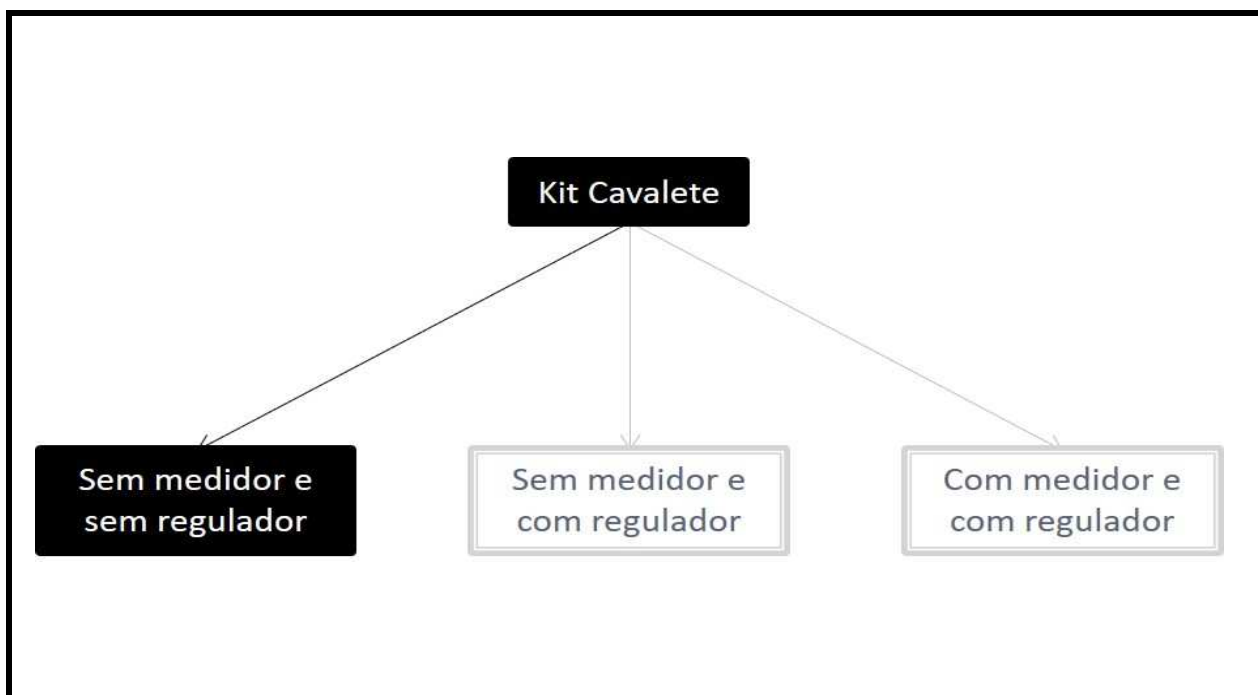 Kit Cavalete
Sem medidor e
sem regulador
Sem medidor e
com regulador
Com medidor e
com regulador